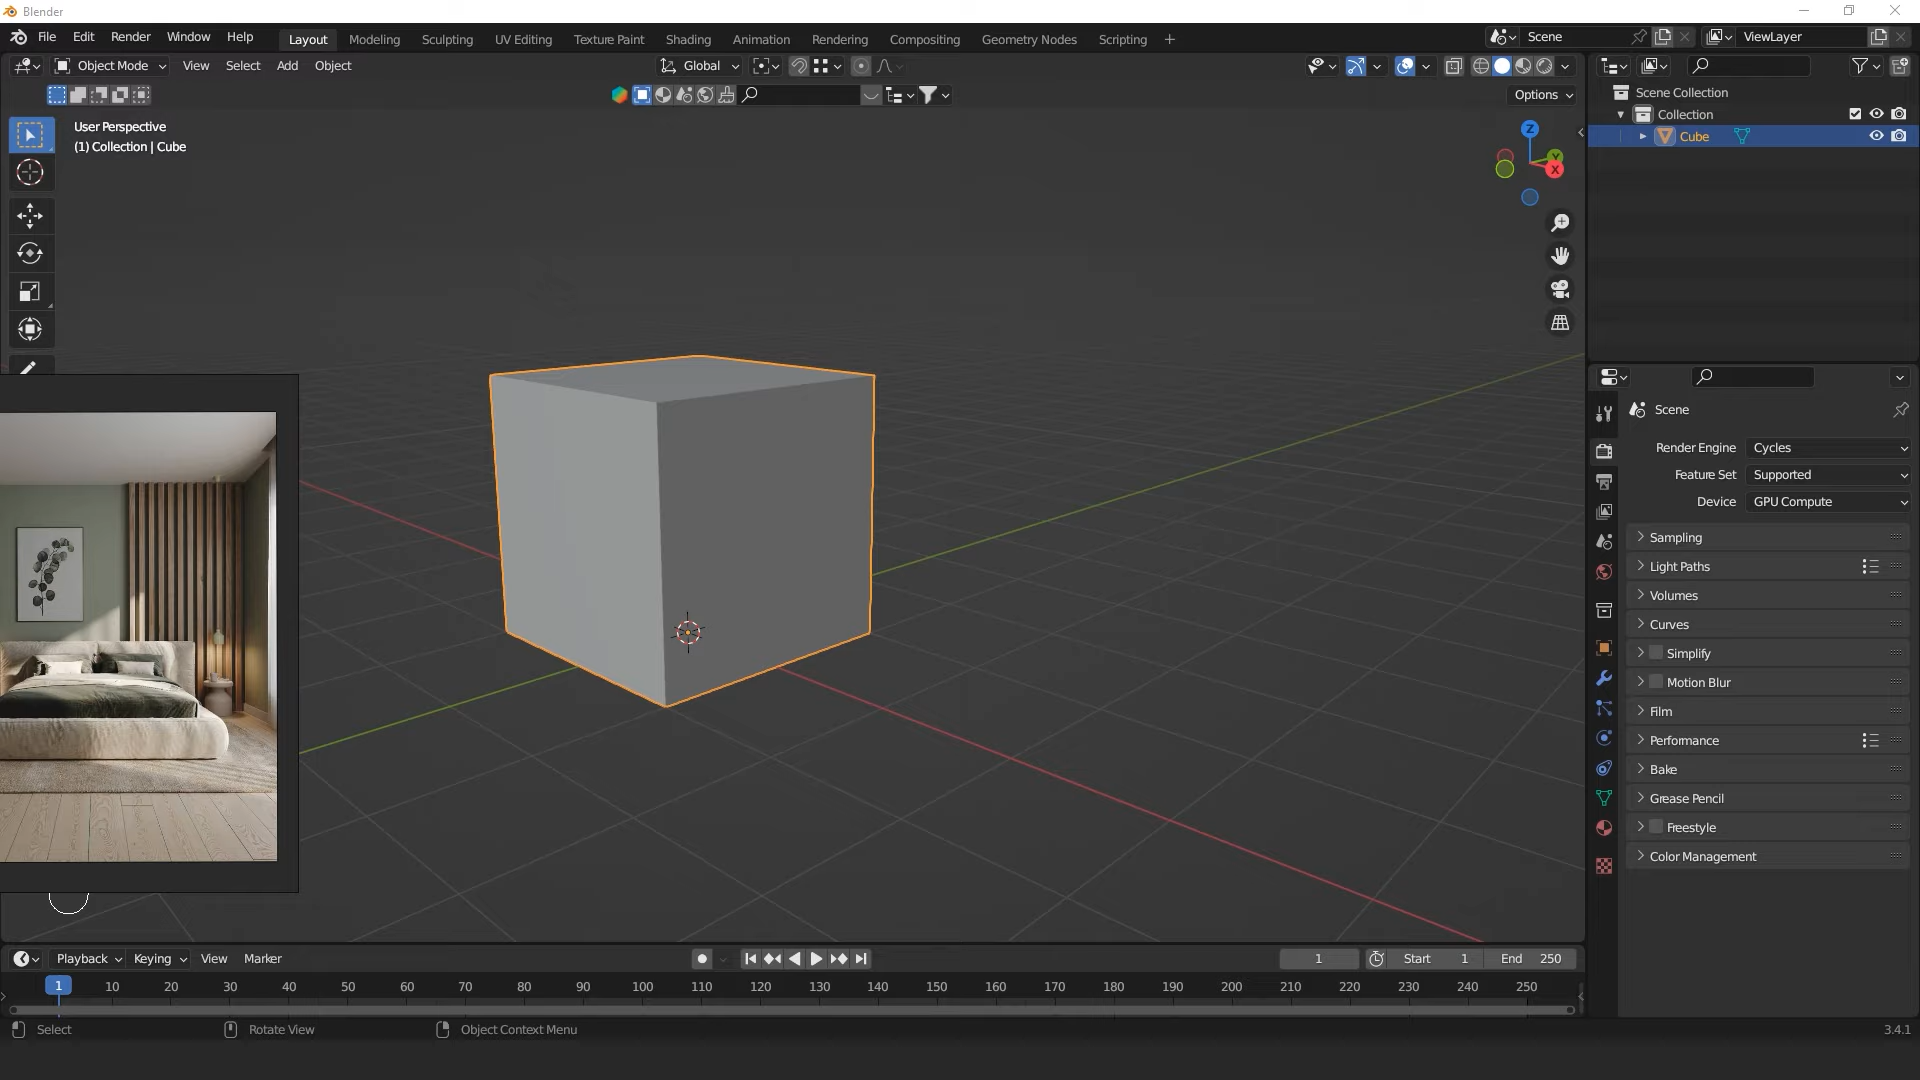 Blender
File Edit Render Window Help Layout Modeling Sculpting UV Editing Texture Paint Shading Animation Rendering Compositing Geometry Nodes Scripting + Scene ViewLayer
Object Mode View Select Add Object Global
Options
User Perspective
(1) Collection | Cube
Z
Y
X
Scene Collection
Collection
Cube
Scene
Render Engine Cycles
Feature Set Supported
Device GPU Compute
Sampling
Light Paths
Volumes
Curves
Simplify
Motion Blur
Film
Performance
Bake
Grease Pencil
Freestyle
Color Management
Playback Keying View Marker 1 Start 1 End 250
1 10 20 30 40 50 60 70 80 90 100 110 120 130 140 150 160 170 180 190 200 210 220 230 240 250
Select Rotate View Object Context Menu 3.4.1